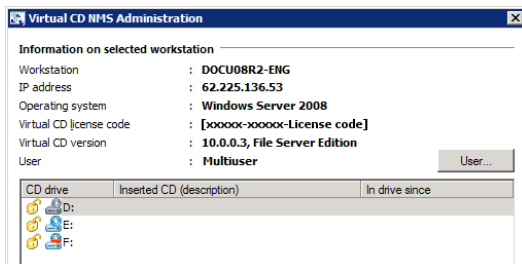 Virtual CD NMS Administration
Information on selected workstation
Workstation : DOCU08R2-ENG
IP address : 62.225.136.53
Operating system : Windows Server 2008
Virtual CD license code : [xxxxx-xxxxx-License code]
Virtual CD version : 10.0.0.3, File Server Edition
User : Multiuser User...
CD drive Inserted CD (description) In drive since
D:
E:
F: